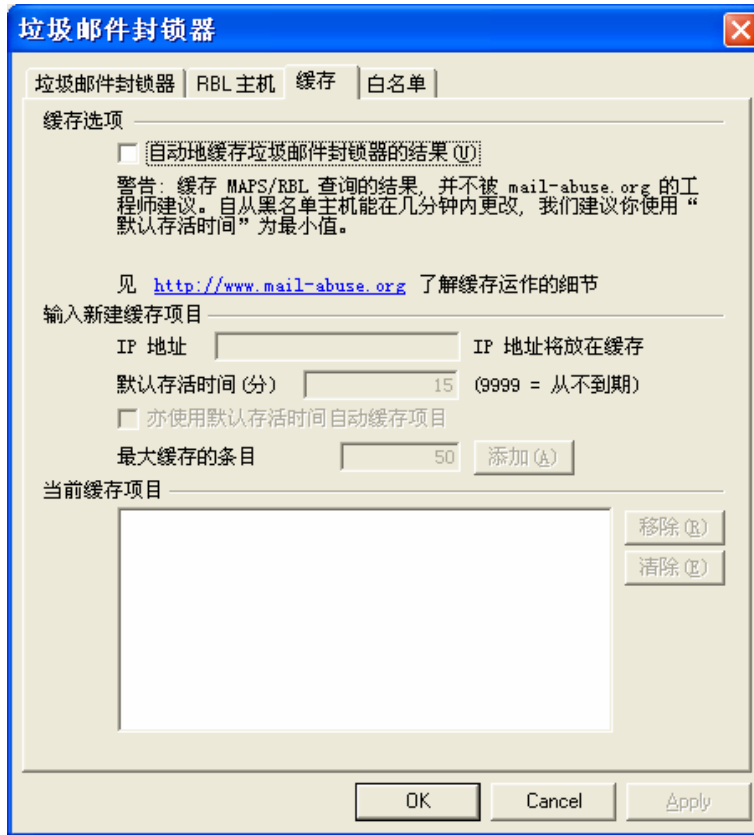 垃圾邮件封锁器
垃圾邮件封锁器 RBL 主机 缓存 白名单
缓存选项
自动地缓存垃圾邮件封锁器的结果(U)
警告: 缓存 MAPS/RBL 查询的结果, 并不被 mail-abuse.org 的工
程师建议。自从黑名单主机能在几分钟内更改, 我们建议你使用“
默认存活时间”为最小值。
见 http://www.mail-abuse.org 了解缓存运作的细节
输入新建缓存项目
IP 地址 IP 地址将放在缓存
默认存活时间(分) 15 (9999 = 从不到期)
亦使用默认存活时间自动缓存项目
最大缓存的条目 50 添加(A)
当前缓存项目
移除(R)
清除(E)
OK Cancel Apply